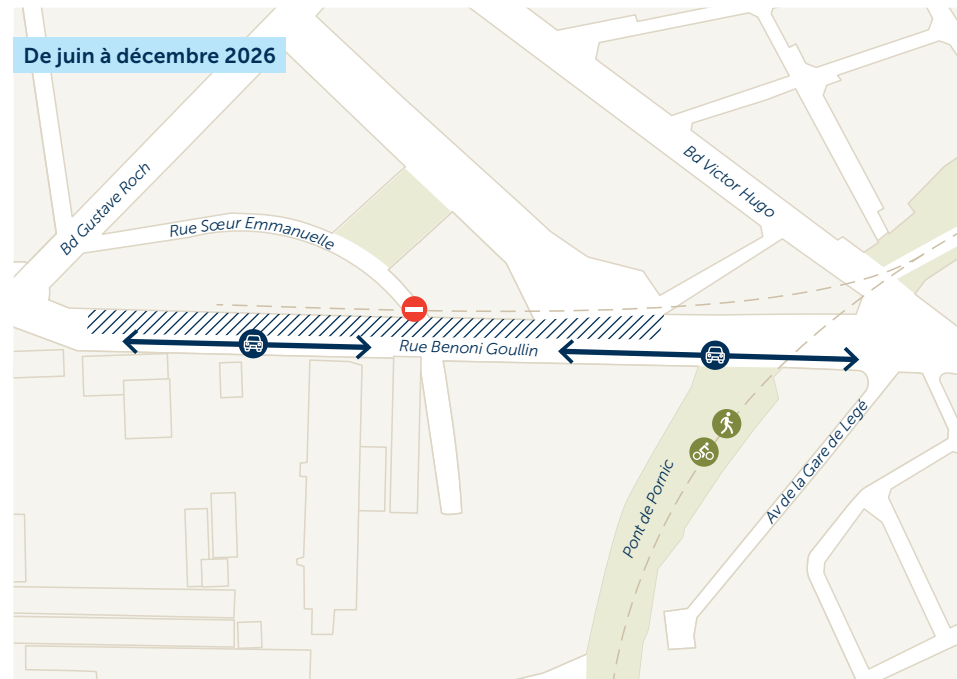 De juin à décembre 2026
Bd Gustave Roch
Rue Sœur Emmanuelle
Bd Victor Hugo
Rue Benoni Goullin
Pont de Pornic
Av de la Gare de Legé